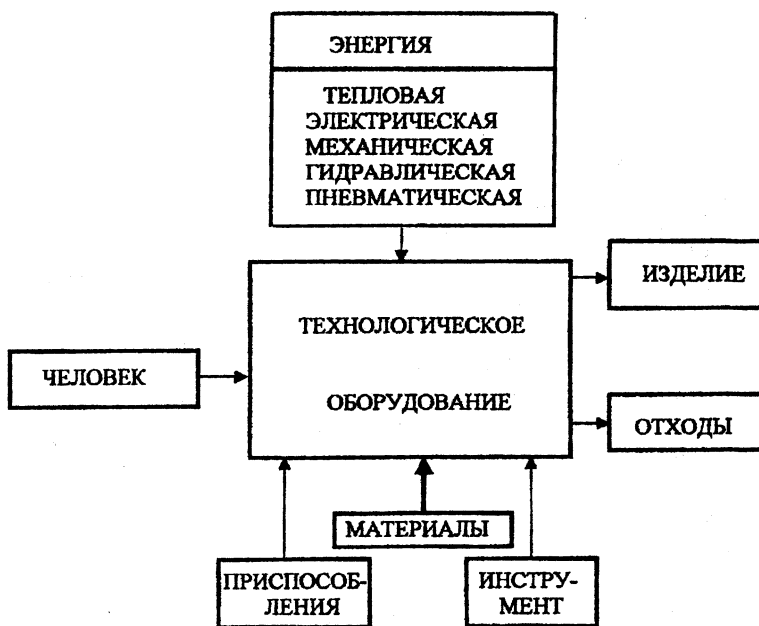 ЭНЕРГИЯ
ТЕПЛОВАЯ
ЭЛЕКТРИЧЕСКАЯ
МЕХАНИЧЕСКАЯ
ГИДРАВЛИЧЕСКАЯ
ПНЕВМАТИЧЕСКАЯ
ИЗДЕЛИЕ
ТЕХНОЛОГИЧЕСКОЕ
ЧЕЛОВЕК
ОБОРУДОВАНИЕ
ОТХОДЫ
МАТЕРИАЛЫ
ПРИСПОСОБ-
ЛЕНИЯ
ИНСТРУ-
МЕНТ